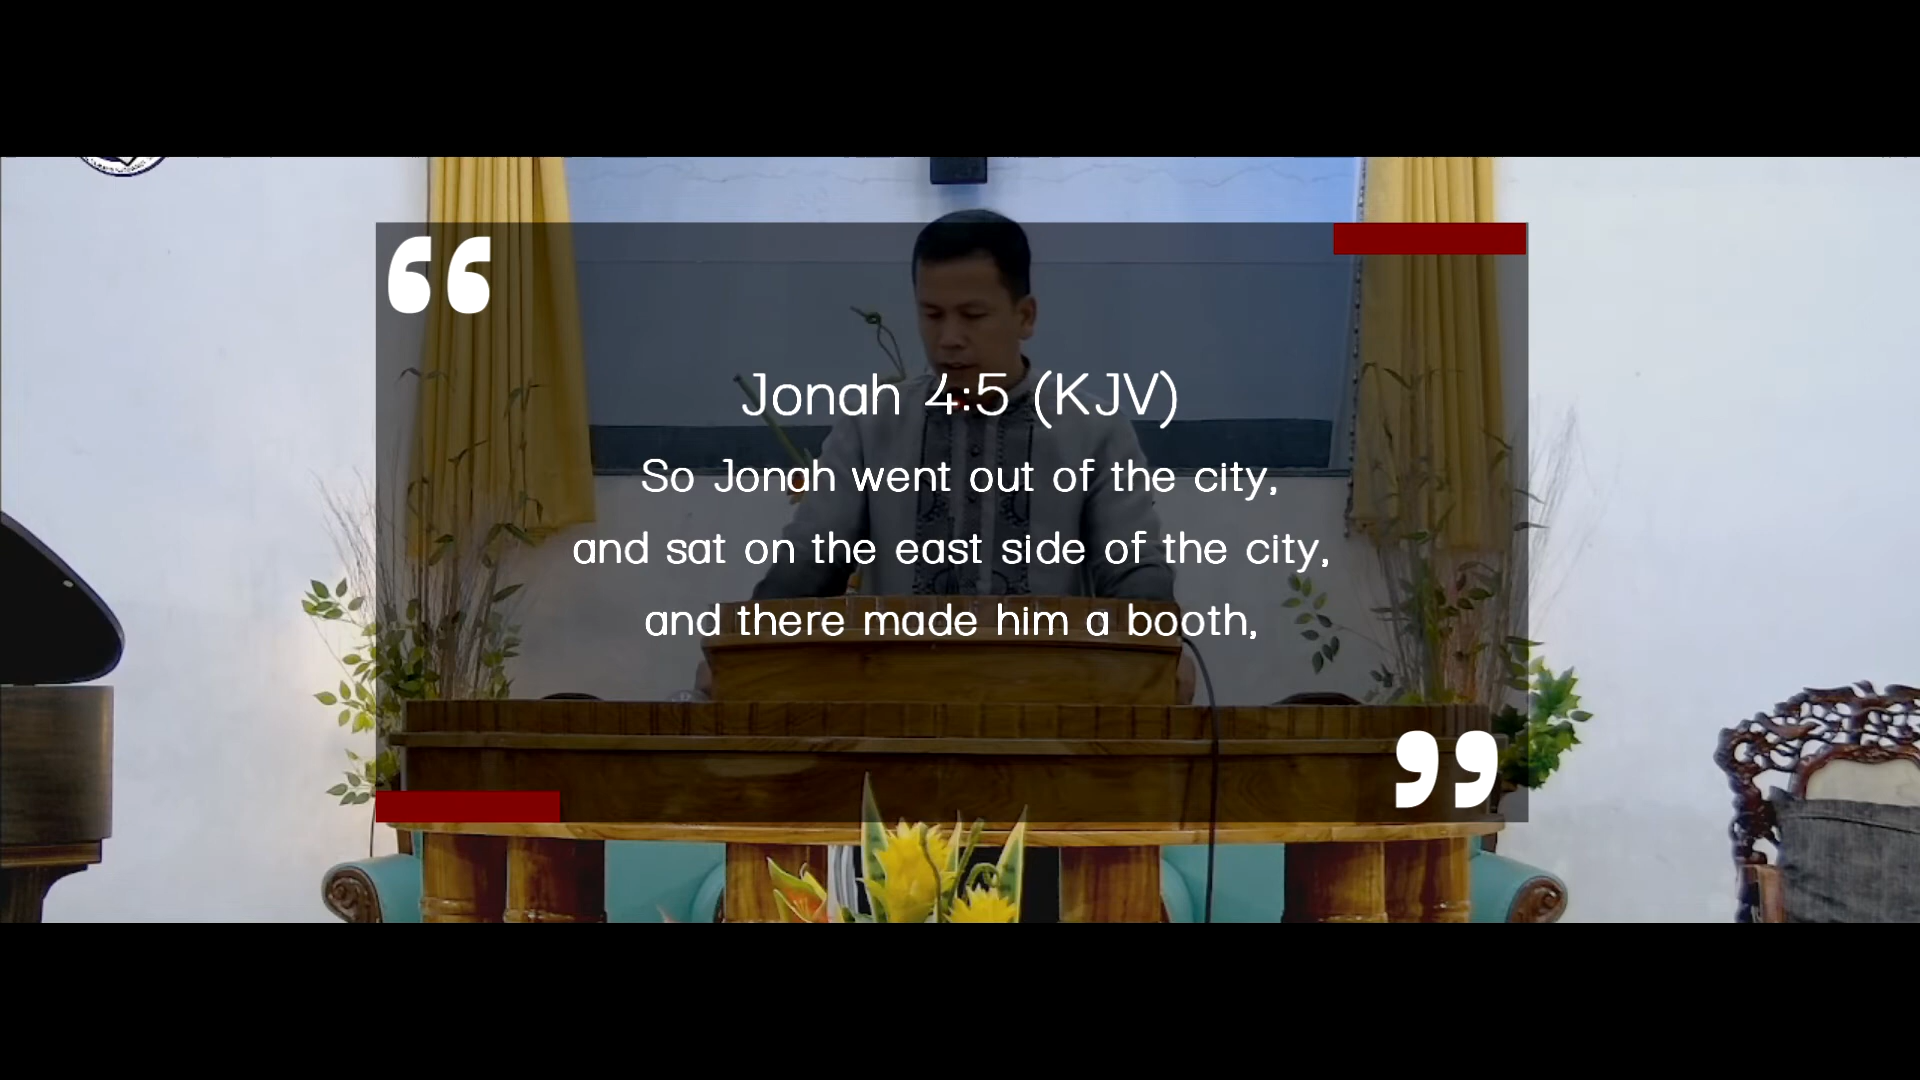 “
Jonah 4:5 (KJV)
So Jonah went out of the city,
and sat on the east side of the city,
and there made him a booth,
”